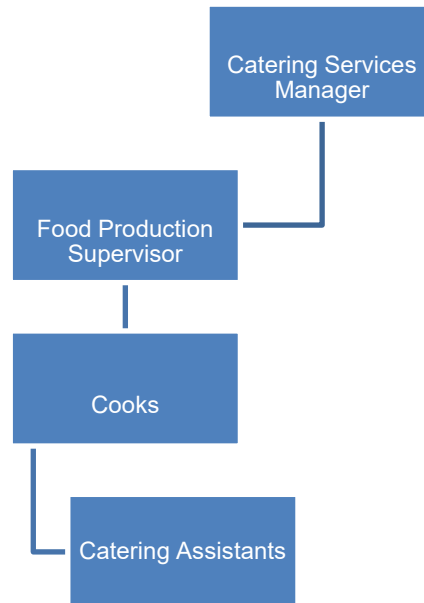 Catering Services
Manager
Food Production
Supervisor
Cooks
Catering Assistants